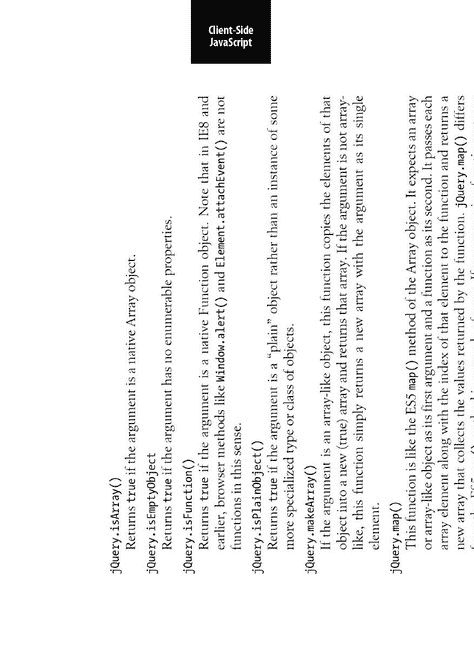 Client-Side
JavaScript
jQuery.isArray()
Returns true if the argument is a native Array object.
jQuery.isEmptyObject
Returns true if the argument has no enumerable properties.
jQuery.isFunction()
Returns true if the argument is a native Function object. Note that in IE8 and
earlier, browser methods like Window.alert() and Element.attachEvent() are not
functions in this sense.
jQuery.isPlainObject()
Returns true if the argument is a “plain” object rather than an instance of some
more specialized type or class of objects.
jQuery.makeArray()
If the argument is an array-like object, this function copies the elements of that
object into a new (true) array and returns that array. If the argument is not array-
like, this function simply returns a new array with the argument as its single
element.
jQuery.map()
This function is like the ES5 map() method of the Array object. It expects an array
or array-like object as its first argument and a function as its second. It passes each
array element along with the index of that element to the function and returns a
new array that collects the values returned by the function. jQuery.map() differs